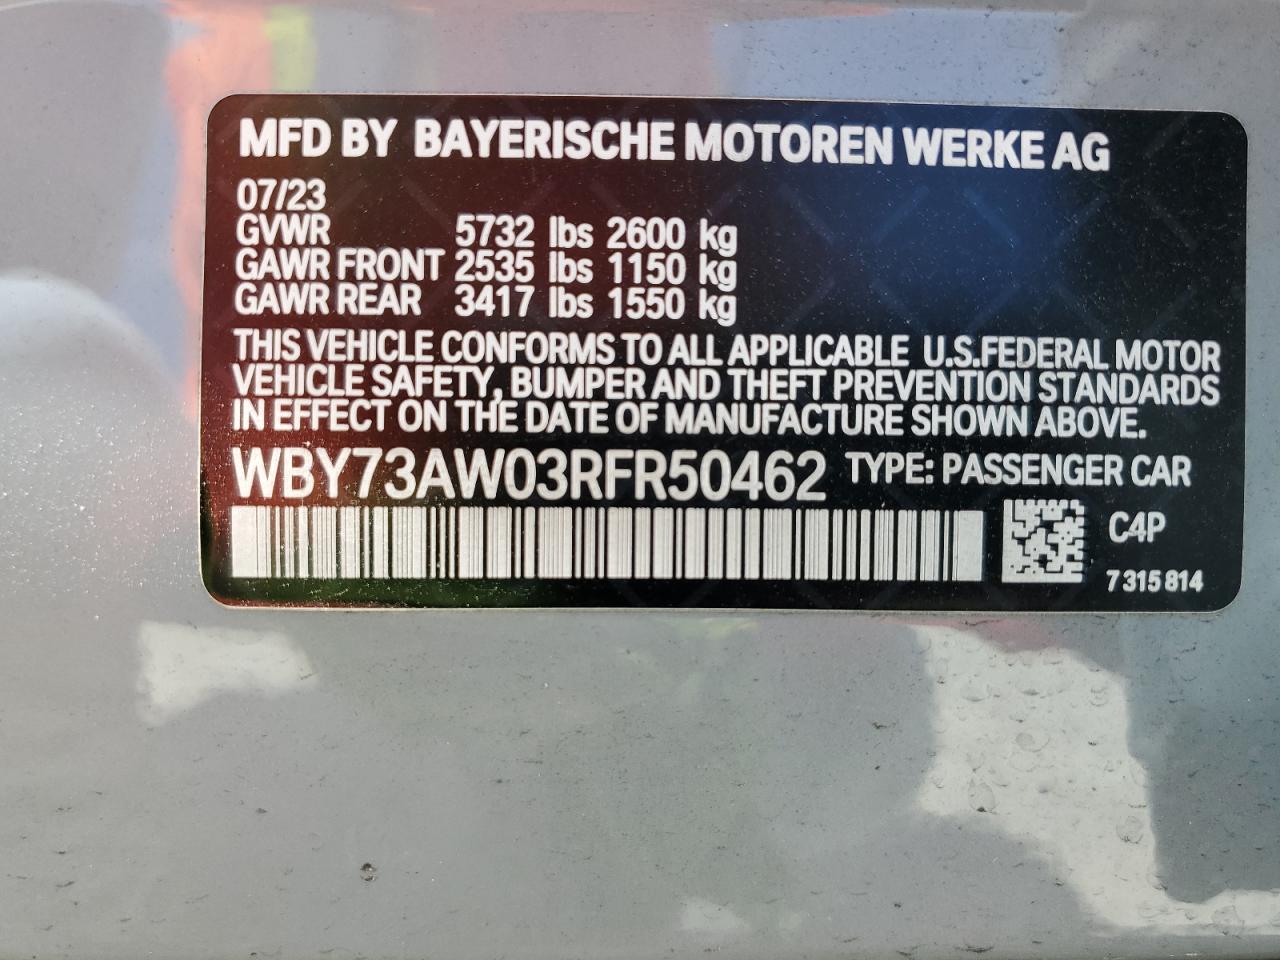 MFD BY BAYERISCHE MOTOREN WERKE AG
07/23
GVWR 5732 lbs 2600 kg
GAWR FRONT 2535 lbs 1150 kg
GAWR REAR 3417 lbs 1550 kg
THIS VEHICLE CONFORMS TO ALL APPLICABLE U.S.FEDERAL MOTOR
VEHICLE SAFETY, BUMPER AND THEFT PREVENTION STANDARDS
IN EFFECT ON THE DATE OF MANUFACTURE SHOWN ABOVE.
WBY73AW03RFR50462 TYPE: PASSENGER CAR
C4P
7 315 814